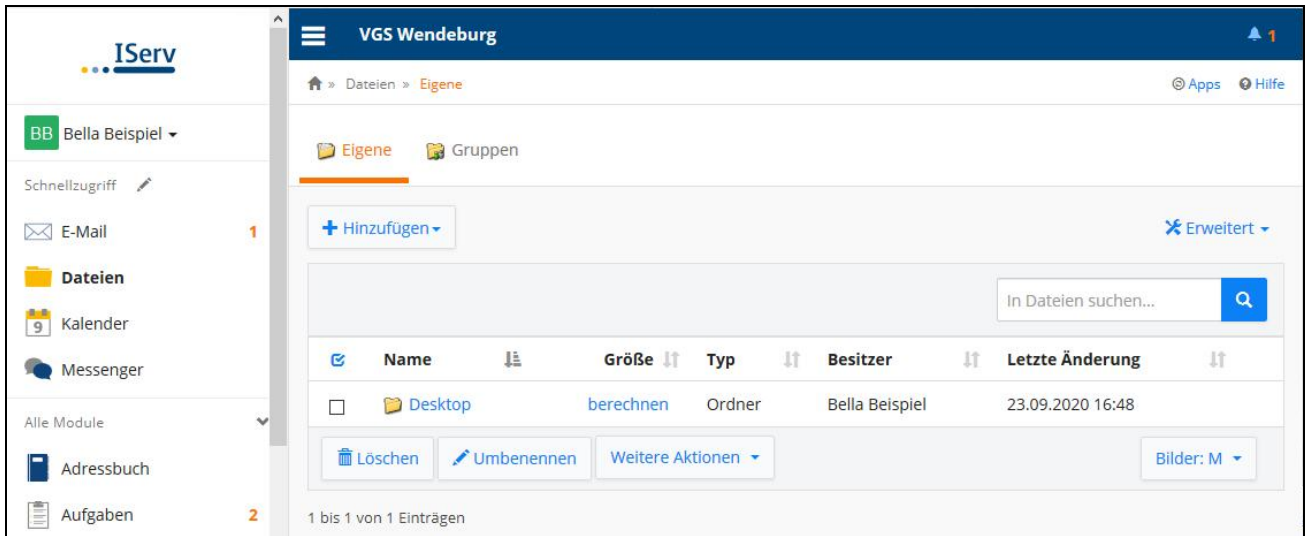 IServ
BB Bella Beispiel
Schnellzugriff
E-Mail 1
Dateien
9 Kalender
Messenger
Alle Module
Adressbuch
Aufgaben 2
VGS Wendeburg 1
» Dateien » Eigene Apps Hilfe
Eigene Gruppen
Hinzufügen Erweitert
In Dateien suchen...
Name Größe Typ Besitzer Letzte Änderung
Desktop berechnen Ordner Bella Beispiel 23.09.2020 16:48
Löschen Umbenennen Weitere Aktionen Bilder: M
1 bis 1 von 1 Einträgen